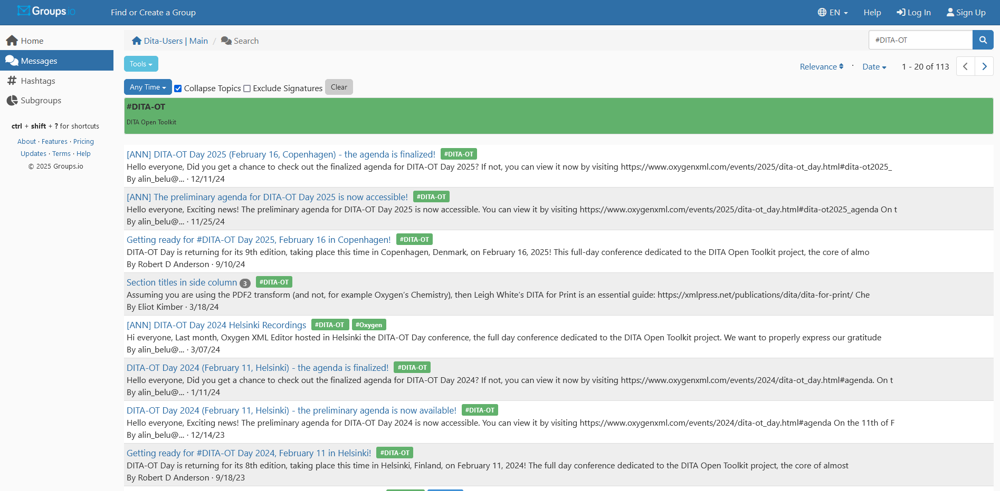 Groups.io
Find or Create a Group
EN
Help
Log In
Sign Up
Home
Messages
Hashtags
Subgroups
ctrl + shift + ? for shortcuts
About · Features · Pricing
Updates · Terms · Help
© 2025 Groups.io
Dita-Users | Main / Search
#DITA-OT
Tools
Relevance · Date 1 - 20 of 113
Any Time Collapse Topics Exclude Signatures Clear
#DITA-OT
DITA Open Toolkit
[ANN] DITA-OT Day 2025 (February 16, Copenhagen) - the agenda is finalized! #DITA-OT
Hello everyone, Did you get a chance to check out the finalized agenda for DITA-OT Day 2025? If not, you can view it now by visiting https://www.oxygenxml.com/events/2025/dita-ot_day.html#dita-ot2025_
By alin_belu@... · 12/11/24
[ANN] The preliminary agenda for DITA-OT Day 2025 is now accessible! #DITA-OT
Hello everyone, Exciting news! The preliminary agenda for DITA-OT Day 2025 is now accessible. You can view it by visiting https://www.oxygenxml.com/events/2025/dita-ot_day.html#dita-ot2025_agenda On t
By alin_belu@... · 11/25/24
Getting ready for #DITA-OT Day 2025, February 16 in Copenhagen! #DITA-OT
DITA-OT Day is returning for its 9th edition, taking place this time in Copenhagen, Denmark, on February 16, 2025! This full-day conference dedicated to the DITA Open Toolkit project, the core of almo
By Robert D Anderson · 9/10/24
Section titles in side column 3 #DITA-OT
Assuming you are using the PDF2 transform (and not, for example Oxygen’s Chemistry), then Leigh White’s DITA for Print is an essential guide: https://xmlpress.net/publications/dita/dita-for-print/ Che
By Eliot Kimber · 3/18/24
[ANN] DITA-OT Day 2024 Helsinki Recordings #DITA-OT #Oxygen
Hi everyone, Last month, Oxygen XML Editor hosted in Helsinki the DITA-OT Day conference, the full day conference dedicated to the DITA Open Toolkit project. We want to properly express our gratitude
By alin_belu@... · 3/07/24
DITA-OT Day 2024 (February 11, Helsinki) - the agenda is finalized! #DITA-OT
Hello everyone, Did you get a chance to check out the finalized agenda for DITA-OT Day 2024? If not, you can view it now by visiting https://www.oxygenxml.com/events/2024/dita-ot_day.html#agenda. On t
By alin_belu@... · 1/11/24
DITA-OT Day 2024 (February 11, Helsinki) - the preliminary agenda is now available! #DITA-OT
Hello everyone, Exciting news! The preliminary agenda for DITA-OT Day 2024 is now accessible. You can view it by visiting https://www.oxygenxml.com/events/2024/dita-ot_day.html#agenda On the 11th of F
By alin_belu@... · 12/14/23
Getting ready for #DITA-OT Day 2024, February 11 in Helsinki! #DITA-OT
DITA-OT Day is returning for its 8th edition, taking place this time in Helsinki, Finland, on February 11, 2024! The full day conference dedicated to the DITA Open Toolkit project, the core of almost
By Robert D Anderson · 9/18/23